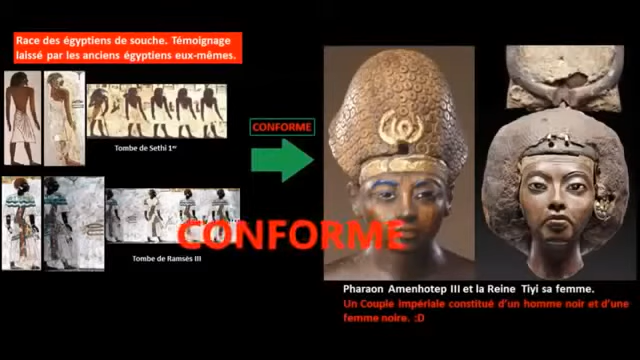 Race des égyptiens de souche. Témoignage
laissé par les anciens égyptiens eux-mêmes.
CONFORME
Tombe de Sethi 1er
CONFORME
Tombe de Ramsés III
Pharaon Amenhotep III et la Reine Tiyi sa femme.
Un Couple impériale constitué d'un homme noir et d'une
femme noire. :D